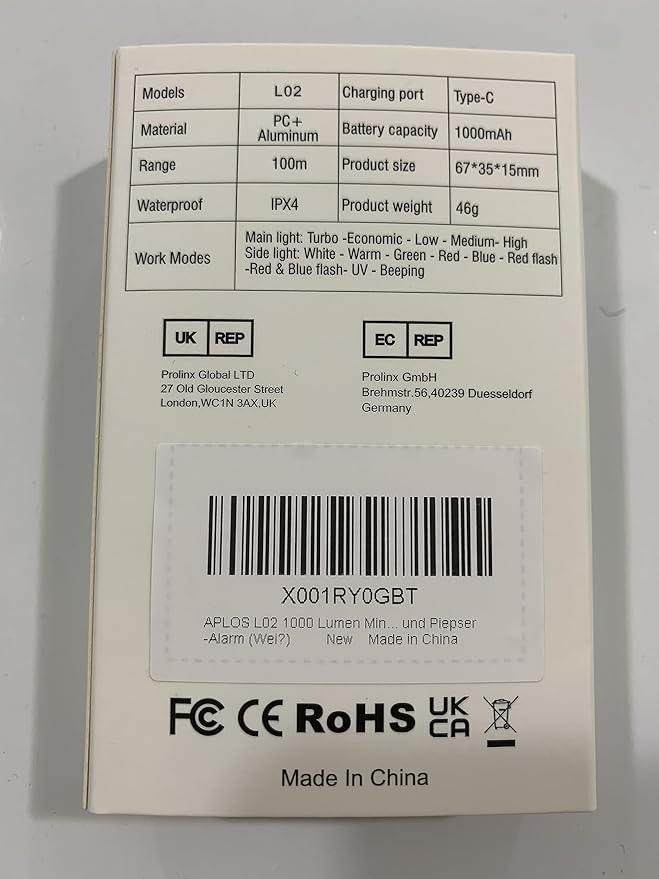 Models L02 Charging port Type-C
Material PC+ Aluminum Battery capacity 1000mAh
Range 100m Product size 67*35*15mm
Waterproof IPX4 Product weight 46g
Work Modes
Main light: Turbo -Economic - Low - Medium- High
Side light: White - Warm - Green - Red - Blue - Red flash
-Red & Blue flash- UV - Beeping
UK REP
Prolinx Global LTD
27 Old Gloucester Street
London,WC1N 3AX,UK
EC REP
Prolinx GmbH
Brehmstr.56,40239 Duesseldorf
Germany
X001RY0GBT
APLOS L02 1000 Lumen Min... und Piepser
-Alarm (Wei?) New Made in China
FC CE RoHS UK CA
Made In China